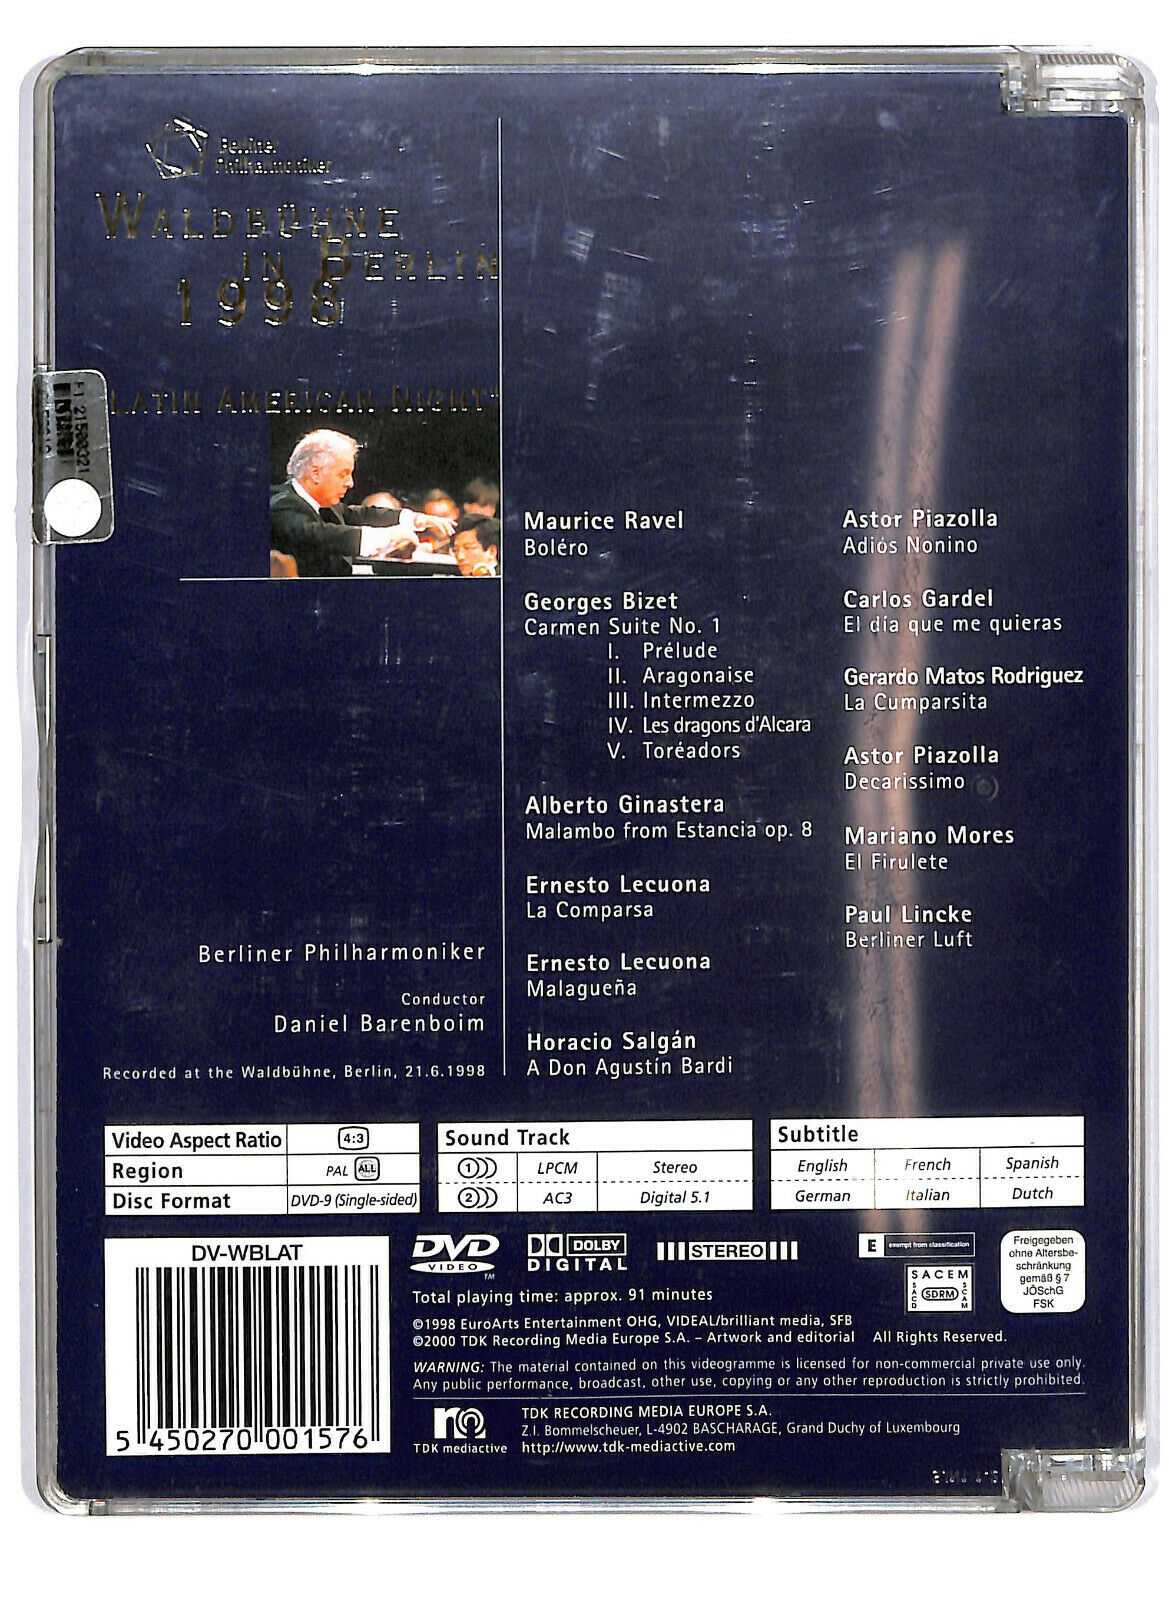 Berliner
Philharmoniker
WALDBÜHNE
IN BERLIN
1998
LATIN AMERICAN NIGHT"
Berliner Philharmoniker
Conductor
Daniel Barenboim
Recorded at the Waldbühne, Berlin, 21.6.1998
Maurice Ravel
Boléro
Georges Bizet
Carmen Suite No. 1
I. Prélude
II. Aragonaise
III. Intermezzo
IV. Les dragons d'Alcara
V. Toréadors
Alberto Ginastera
Malambo from Estancia op. 8
Ernesto Lecuona
La Comparsa
Ernesto Lecuona
Malagueña
Horacio Salgán
A Don Agustín Bardi
Astor Piazolla
Adiós Nonino
Carlos Gardel
El día que me quieras
Gerardo Matos Rodriguez
La Cumparsita
Astor Piazolla
Decarissimo
Mariano Mores
El Firulete
Paul Lincke
Berliner Luft
Video Aspect Ratio 4:3
Region PAL ALL
Disc Format DVD-9 (Single-sided)
Sound Track
1 LPCM Stereo
2 AC3 Digital 5.1
Subtitle
English French Spanish
German Italian Dutch
DV-WBLAT
5 450270 001576
DVD
VIDEO
TM
DOLBY
DIGITAL
STEREO
E exempt from classification
SACEM
SACD
SDRM
SCAM
Freigegeben
ohne Altersbe-
schränkung
gemäß § 7
JÖSchG
FSK
Total playing time: approx. 91 minutes
©1998 EuroArts Entertainment OHG, VIDEAL/brilliant media, SFB
©2000 TDK Recording Media Europe S.A. – Artwork and editorial All Rights Reserved.
WARNING: The material contained on this videogramme is licensed for non-commercial private use only.
Any public performance, broadcast, other use, copying or any other reproduction is strictly prohibited.
TDK mediactive
TDK RECORDING MEDIA EUROPE S.A.
Z.I. Bommelscheuer, L-4902 BASCHARAGE, Grand Duchy of Luxembourg
http://www.tdk-mediactive.com